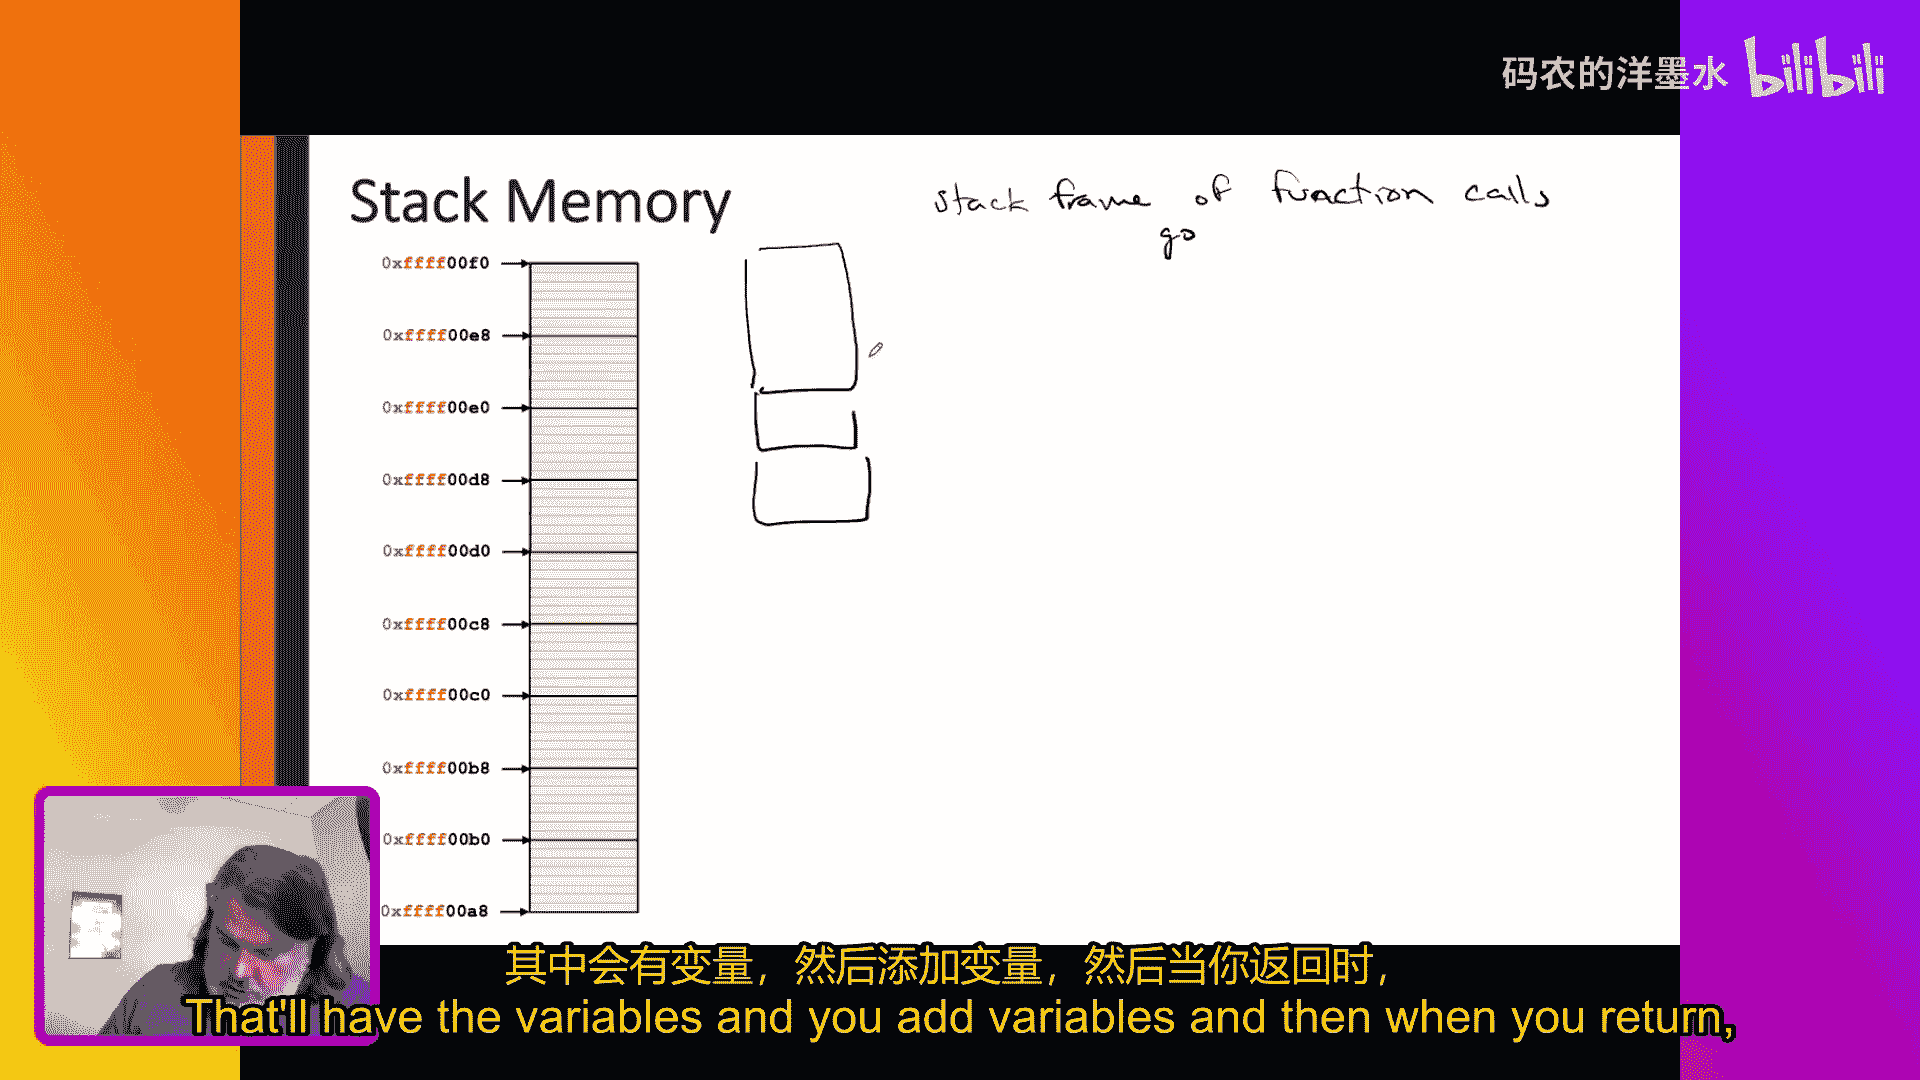 码农的洋墨水 bilibili
Stack Memory
stack frame of function calls
go
0xffff00f0
0xffff00e8
0xffff00e0
0xffff00d8
0xffff00d0
0xffff00c8
0xffff00c0
0xffff00b8
0xffff00b0
0xffff00a8
其中会有变量，然后添加变量，然后当你返回时，
That'll have the variables and you add variables and then when you return,